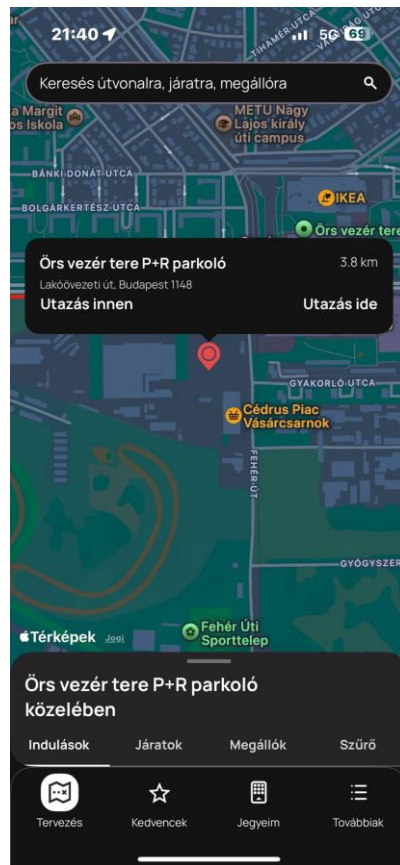 21:40
5G 69
TIHAMÉR UTCA
Keresés útvonalra, járatra, megállóra
a Margit
os Iskola
METU Nagy
Lajos király
úti campus
BÁNKI DONÁT UTCA
IKEA
BOLGÁRKERTÉSZ UTCA
Örs vezér tere
Örs vezér tere P+R parkoló
3.8 km
Lakóövezeti út, Budapest 1148
Utazás innen
Utazás ide
GYAKORLÓ UTCA
Cédrus Piac
Vásárcsarnok
FEHÉR ÚT
GYÓGYSZER
Fehér Úti
Sporttelep
Térképek Jogi
Örs vezér tere P+R parkoló
közelében
Indulások Járatok Megállók Szűrő
Tervezés Kedvencek Jegyeim Továbbiak